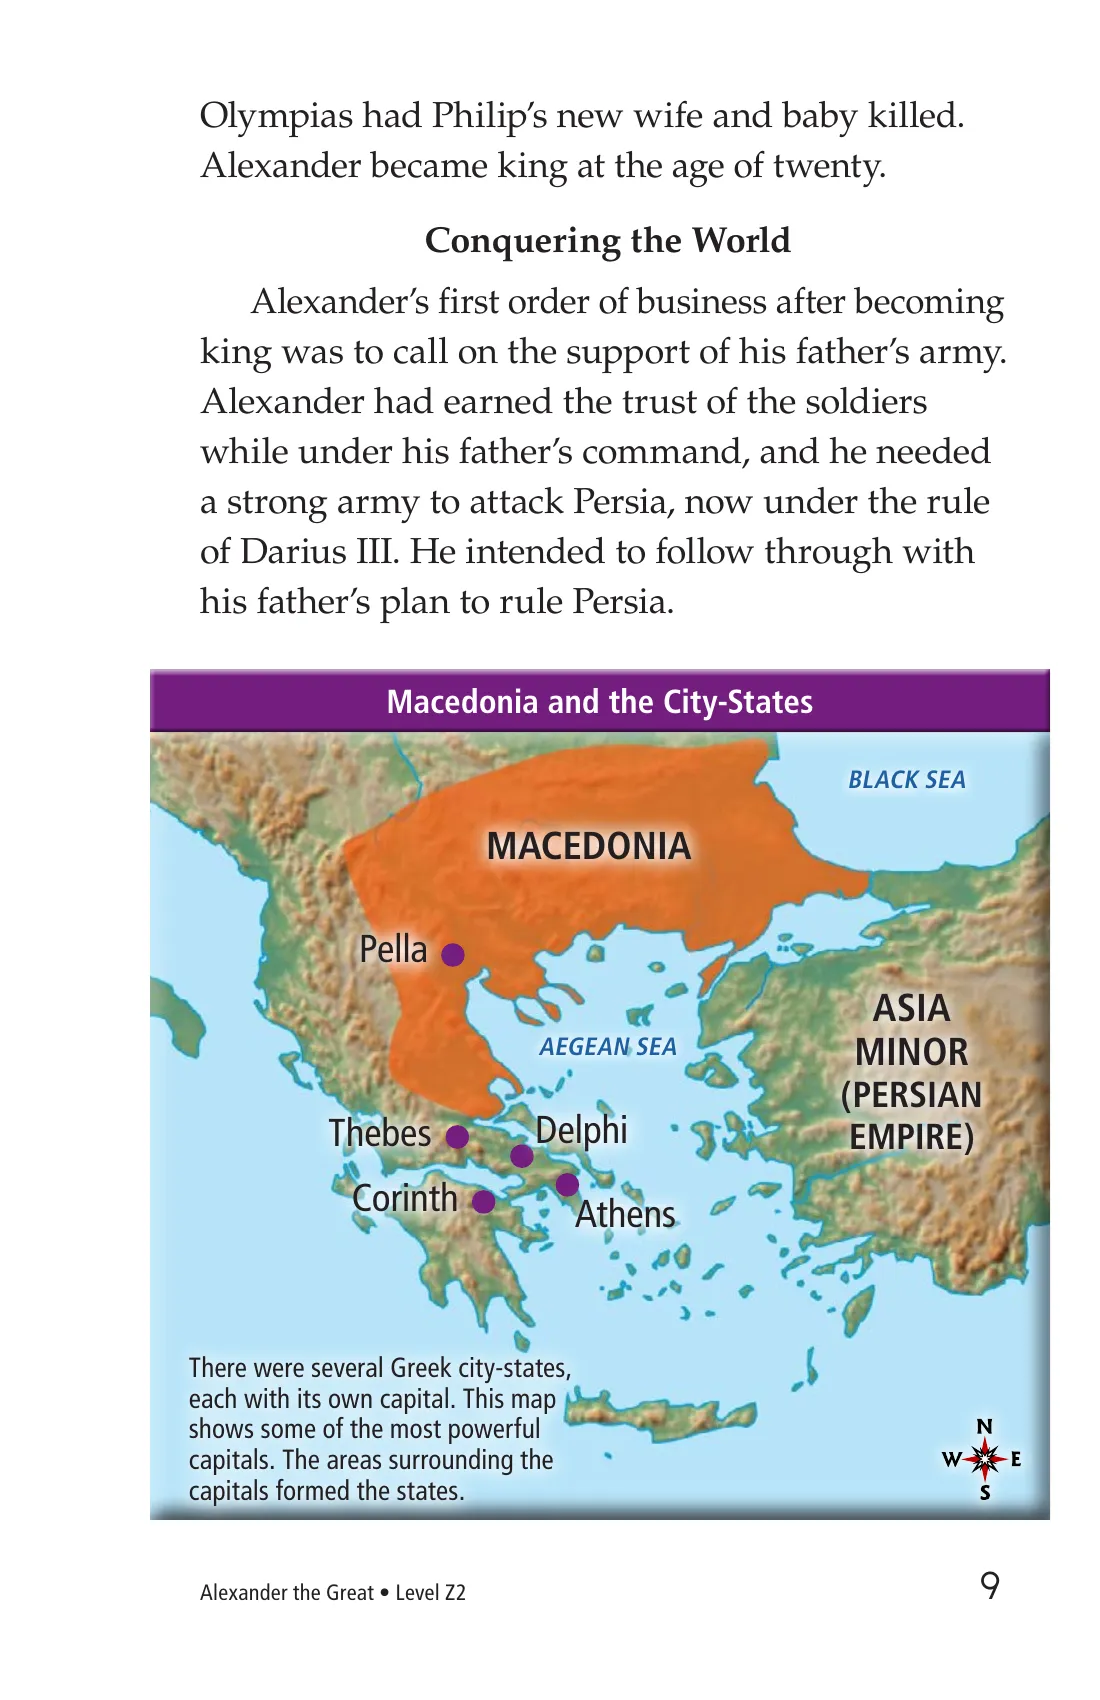 Olympias had Philip’s new wife and baby killed.
Alexander became king at the age of twenty.
Conquering the World
Alexander’s first order of business after becoming
king was to call on the support of his father’s army.
Alexander had earned the trust of the soldiers
while under his father’s command, and he needed
a strong army to attack Persia, now under the rule
of Darius III. He intended to follow through with
his father’s plan to rule Persia.
Macedonia and the City-States
BLACK SEA
MACEDONIA
Pella
ASIA
MINOR
(PERSIAN
EMPIRE)
AEGEAN SEA
Thebes
Delphi
Corinth
Athens
There were several Greek city-states,
each with its own capital. This map
shows some of the most powerful
capitals. The areas surrounding the
capitals formed the states.
N
W E
S
Alexander the Great • Level Z2
9